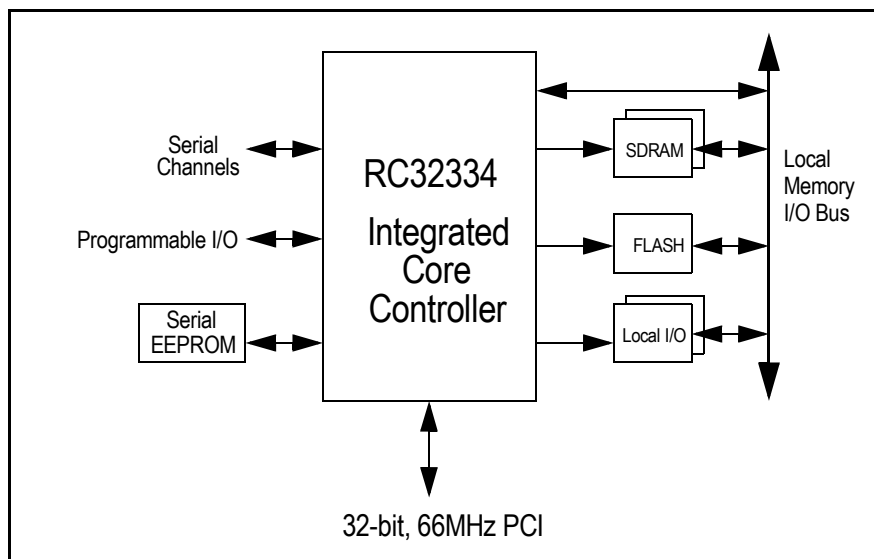 Serial
Channels
Programmable I/O
Serial
EEPROM
RC32334
Integrated
Core
Controller
SDRAM
FLASH
Local I/O
Local
Memory
I/O Bus
32-bit, 66MHz PCI